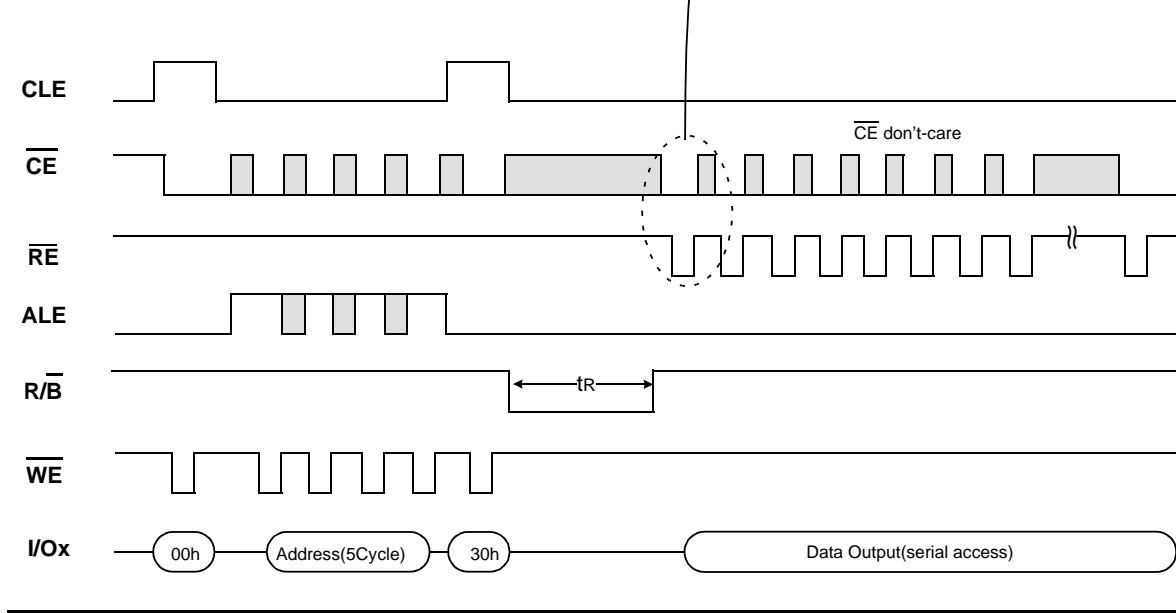 CLE
CE
CE don't-care
RE
ALE
R/B
tR
WE
I/Ox
00h
Address(5Cycle)
30h
Data Output(serial access)